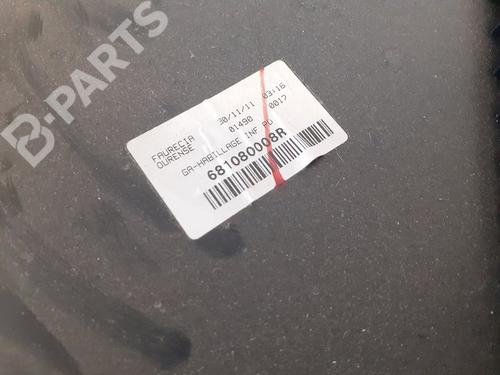 B-PARTS
FAURECIA 30/11/11 03:16
OURENSE 01490 0017
GA-HABILLAGE INF PO
681080008R